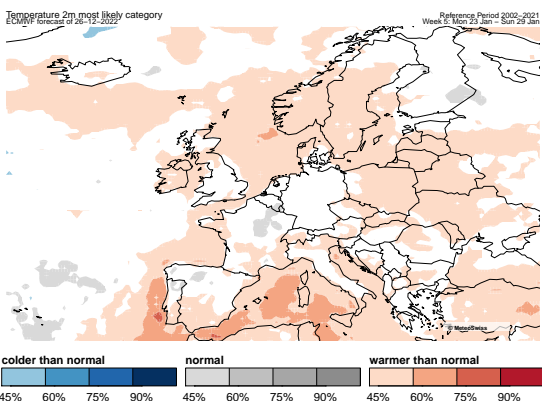 Temperature 2m most likely category
ECMWF forecast of 26-12-2022
Reference Period 2002-2021
Week 5: Mon 23 Jan - Sun 29 Jan
© MeteoSwiss
colder than normal
normal
warmer than normal
45% 60% 75% 90%
45% 60% 75% 90%
45% 60% 75% 90%